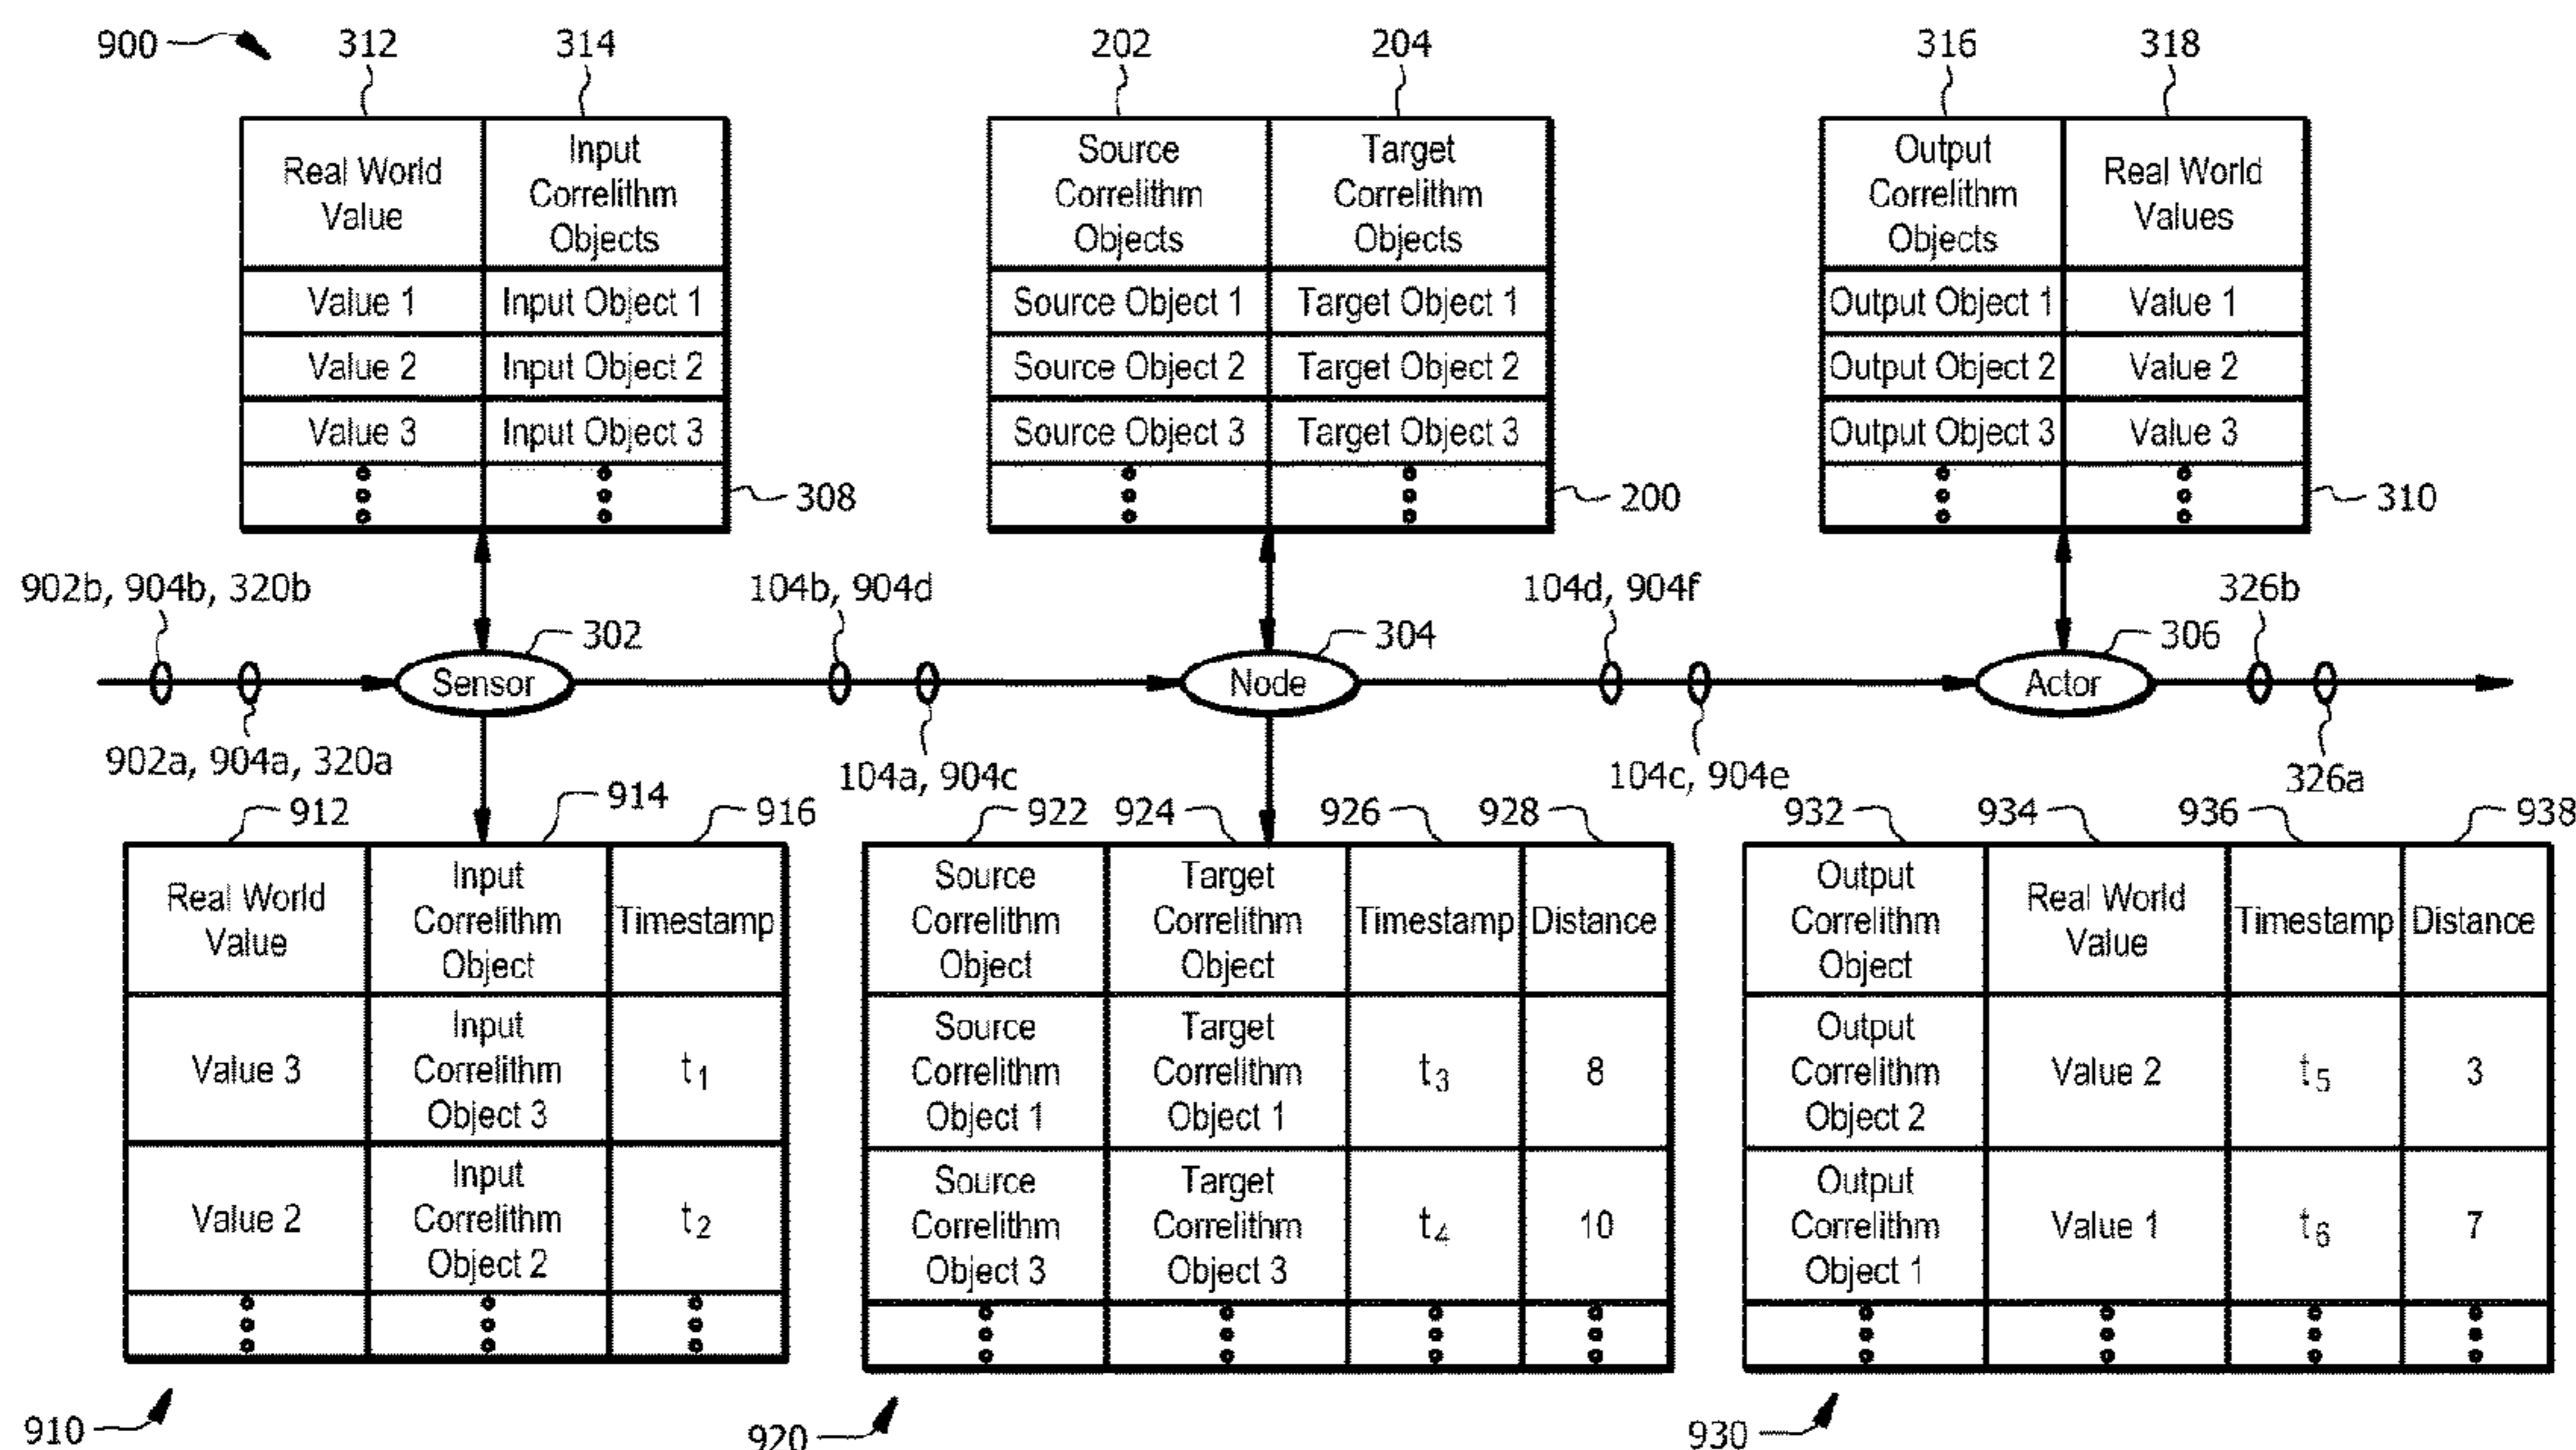 900
312
314
202
204
316
318
Real World
Value
Input
Correlithm
Objects
Value 1
Input Object 1
Value 2
Input Object 2
Value 3
Input Object 3
308
Source
Correlithm
Objects
Target
Correlithm
Objects
Source Object 1
Target Object 1
Source Object 2
Target Object 2
Source Object 3
Target Object 3
200
Output
Correlithm
Objects
Real World
Values
Output Object 1
Value 1
Output Object 2
Value 2
Output Object 3
Value 3
310
902b, 904b, 320b
302
104b, 904d
304
104d, 904f
306
326b
Sensor
Node
Actor
902a, 904a, 320a
104a, 904c
104c, 904e
326a
912
914
916
922
924
926
928
932
934
936
938
Real World
Value
Input
Correlithm
Object
Timestamp
Value 3
Input
Correlithm
Object 3
t1
Value 2
Input
Correlithm
Object 2
t2
910
Source
Correlithm
Object
Target
Correlithm
Object
Timestamp
Distance
Source
Correlithm
Object 1
Target
Correlithm
Object 1
t3
8
Source
Correlithm
Object 3
Target
Correlithm
Object 3
t4
10
920
Output
Correlithm
Object
Real World
Value
Timestamp
Distance
Output
Correlithm
Object 2
Value 2
t5
3
Output
Correlithm
Object 1
Value 1
t6
7
930